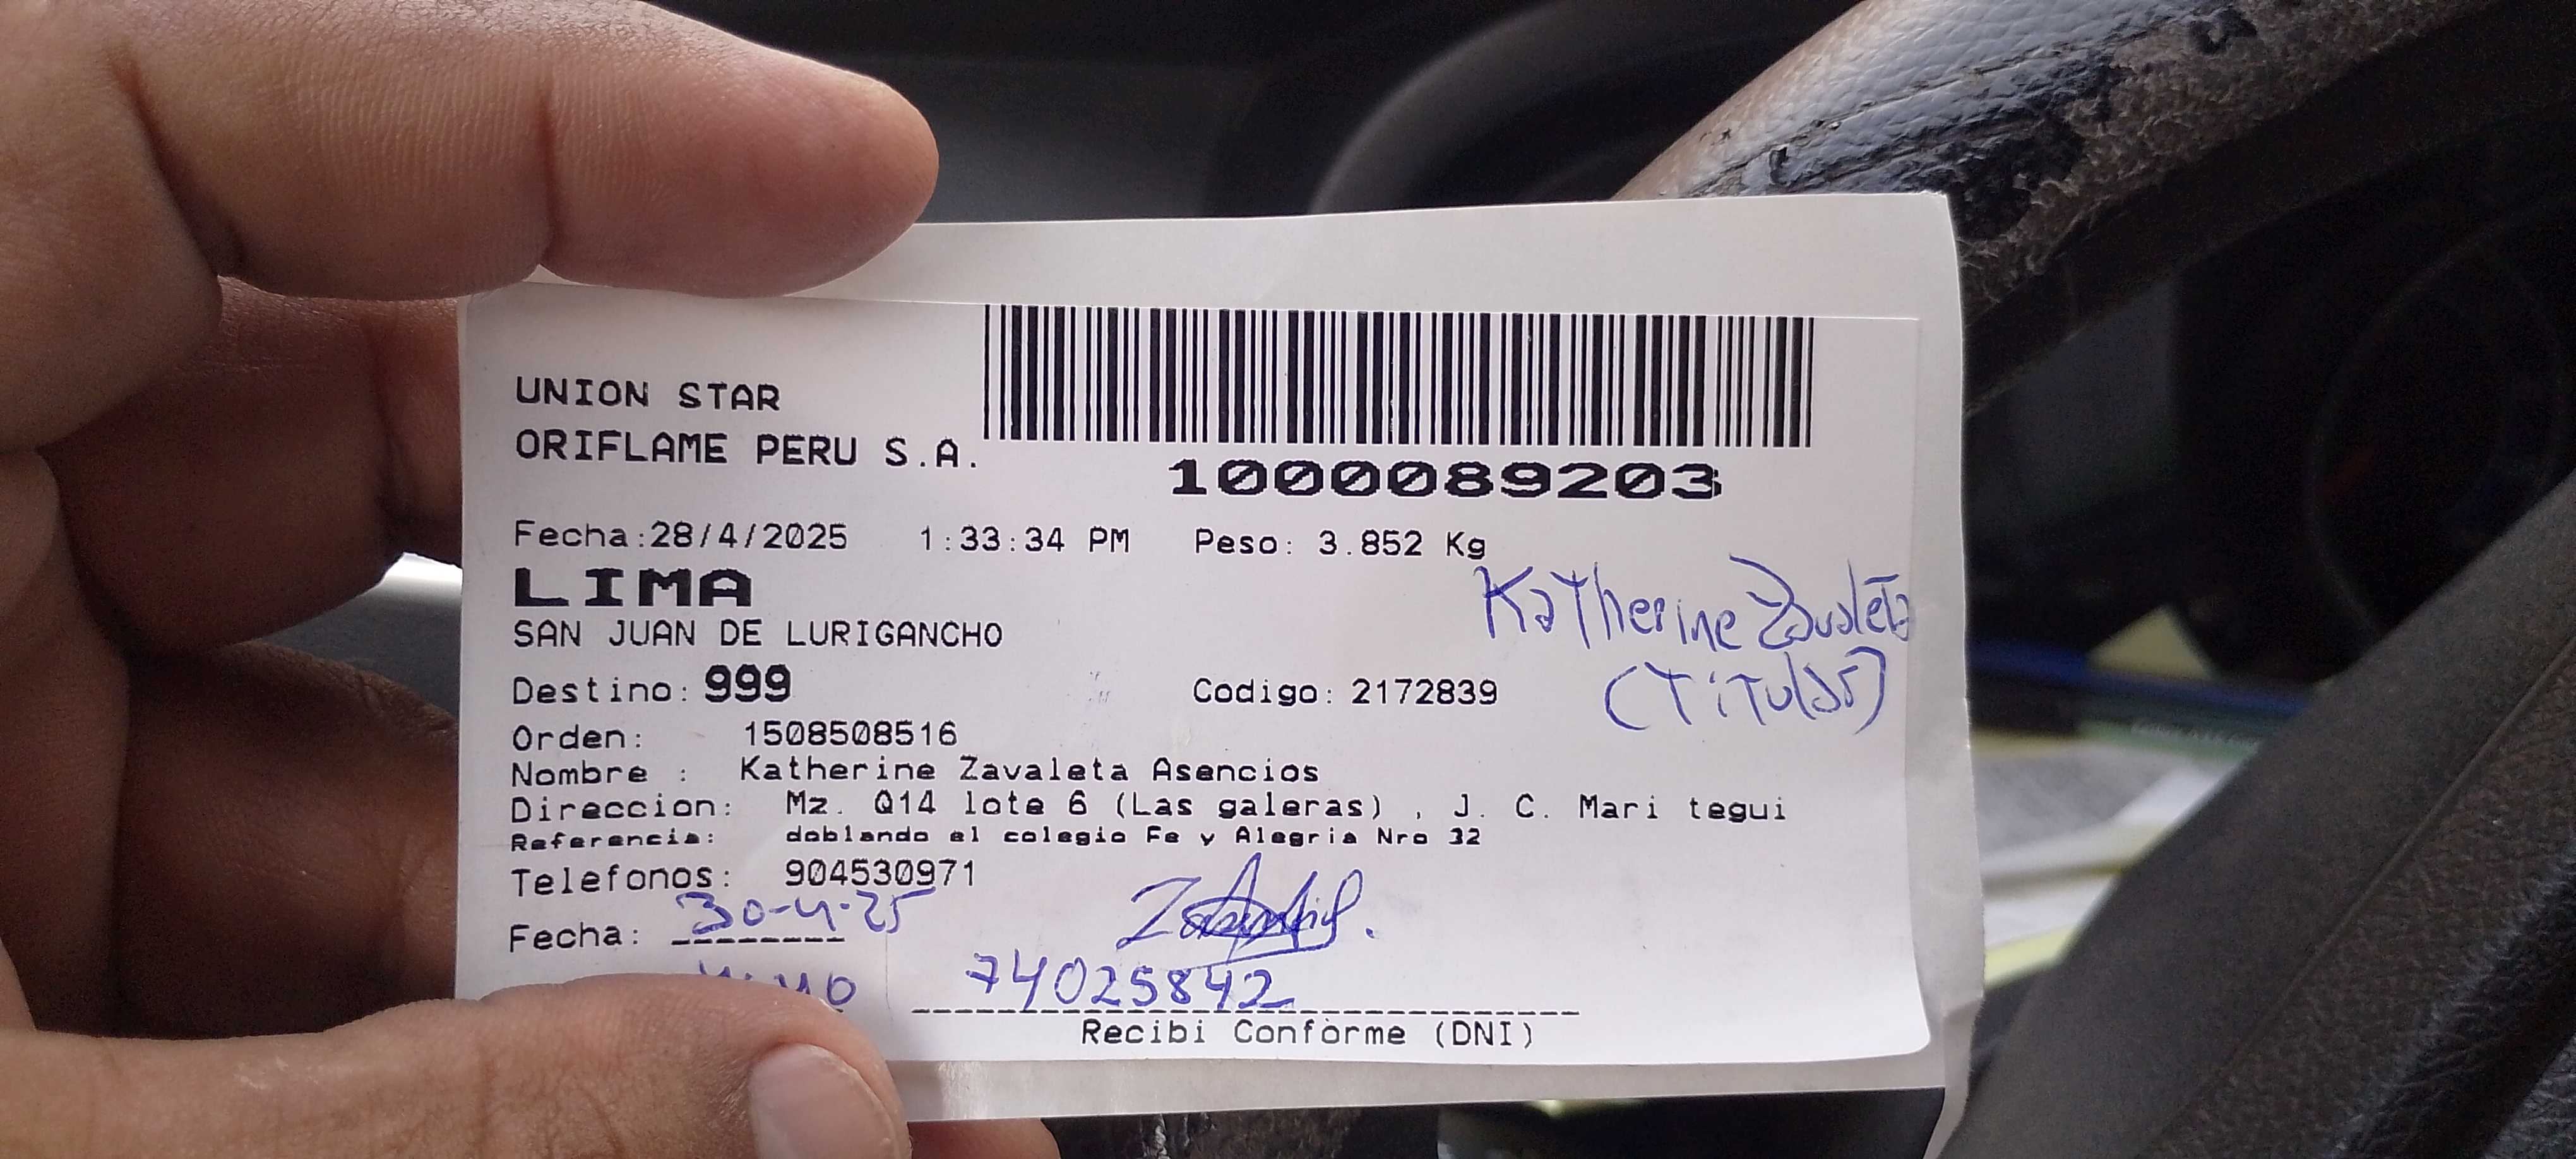 UNION STAR
ORIFLAME PERU S.A.
1000089203
Fecha:28/4/2025 1:33:34 PM Peso: 3.852 Kg
LIMA
Katherine Zavaleta
SAN JUAN DE LURIGANCHO
(Titular)
Destino: 999 Codigo: 2172839
Orden: 1508508516
Nombre : Katherine Zavaleta Asencios
Direccion: Mz. Q14 lote 6 (Las galeras) , J. C. Mari tegui
Referencia: doblando el colegio Fe y Alegria Nro 32
Telefonos: 904530971
Fecha: 30-4-25
74025842
Recibi Conforme (DNI)